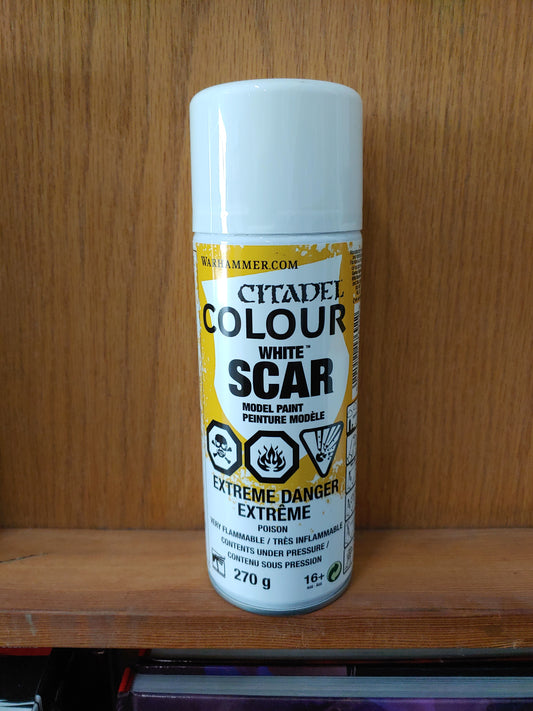 WARHAMMER.COM
CITADEL
COLOUR
WHITE™
SCAR
MODEL PAINT
PEINTURE MODÈLE
EXTREME DANGER
EXTRÊME
POISON
VERY FLAMMABLE / TRÈS INFLAMMABLE
CONTENTS UNDER PRESSURE /
CONTENU SOUS PRESSION
270 g
16+